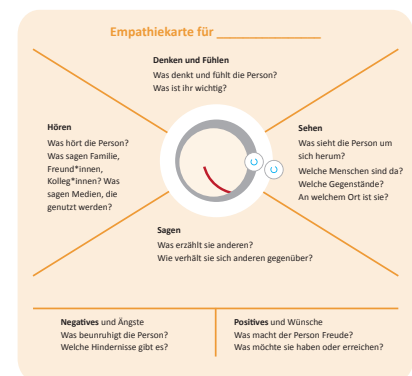 Empathiekarte für
Denken und Fühlen
Was denkt und fühlt die Person?
Was ist ihr wichtig?
Hören
Was hört die Person?
Was sagen Familie,
Freund*innen,
Kolleg*innen? Was
sagen Medien, die
genutzt werden?
Sehen
Was sieht die Person um
sich herum?
Welche Menschen sind da?
Welche Gegenstände?
An welchem Ort ist sie?
Sagen
Was erzählt sie anderen?
Wie verhält sie sich anderen gegenüber?
Negatives und Ängste
Was beunruhigt die Person?
Welche Hindernisse gibt es?
Positives und Wünsche
Was macht der Person Freude?
Was möchte sie haben oder erreichen?